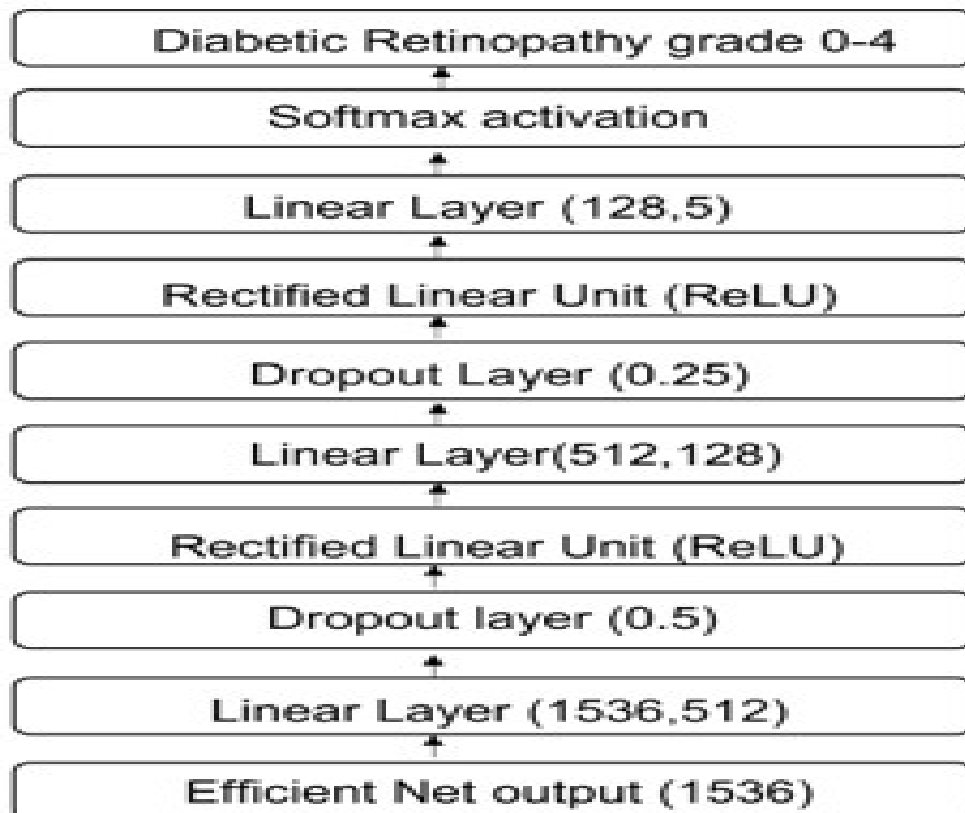 Diabetic Retinopathy grade 0-4
Softmax activation
Linear Layer (128,5)
Rectified Linear Unit (ReLU)
Dropout Layer (0.25)
Linear Layer(512,128)
Rectified Linear Unit (ReLU)
Dropout layer (0.5)
Linear Layer (1536,512)
Efficient Net output (1536)